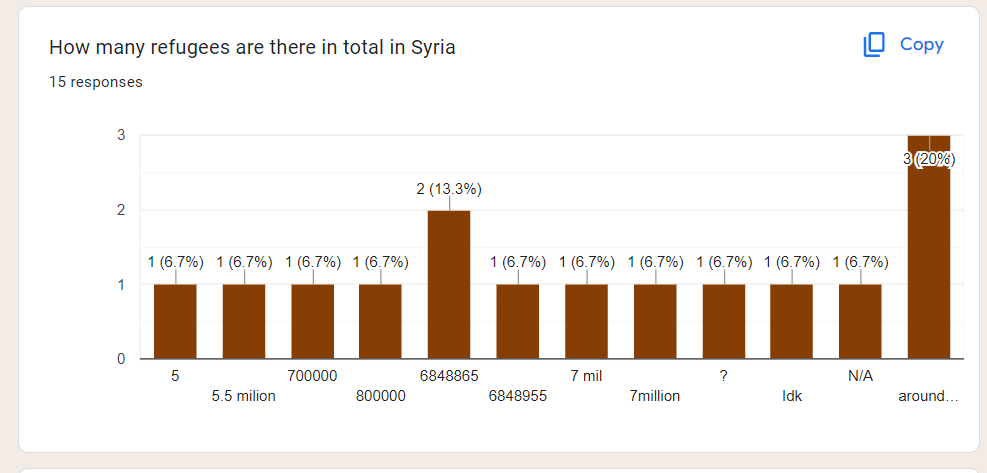 How many refugees are there in total in Syria
Copy
15 responses
3
2
1
0
1 (6.7%)
1 (6.7%)
1 (6.7%)
1 (6.7%)
2 (13.3%)
1 (6.7%)
1 (6.7%)
1 (6.7%)
1 (6.7%)
1 (6.7%)
1 (6.7%)
3 (20%)
5
5.5 milion
700000
800000
6848865
6848955
7 mil
7million
?
Idk
N/A
around…